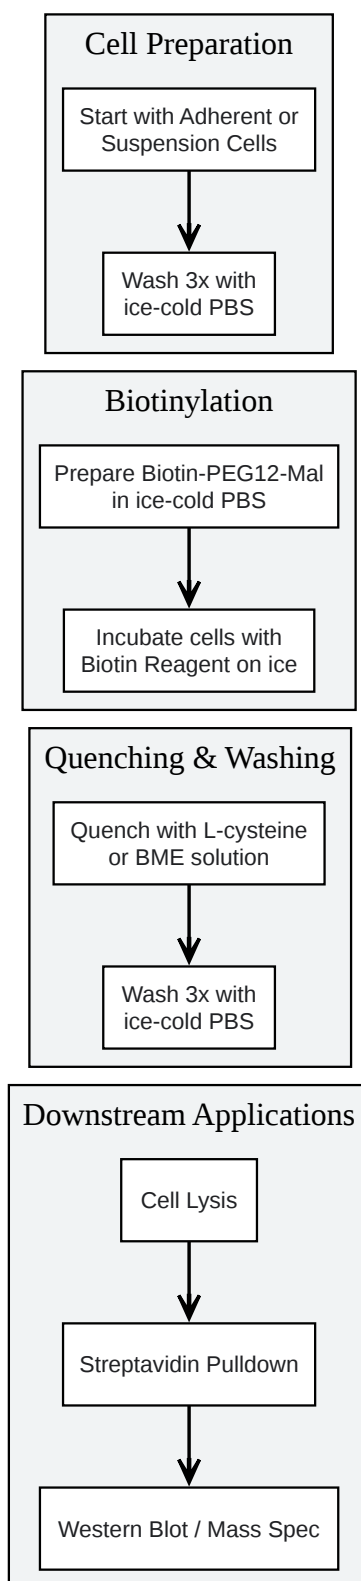 Cell Preparation
Start with Adherent or
Suspension Cells
Wash 3x with
ice-cold PBS
Biotinylation
Prepare Biotin-PEG12-Mal
in ice-cold PBS
Incubate cells with
Biotin Reagent on ice
Quenching & Washing
Quench with L-cysteine
or BME solution
Wash 3x with
ice-cold PBS
Downstream Applications
Cell Lysis
Streptavidin Pulldown
Western Blot / Mass Spec